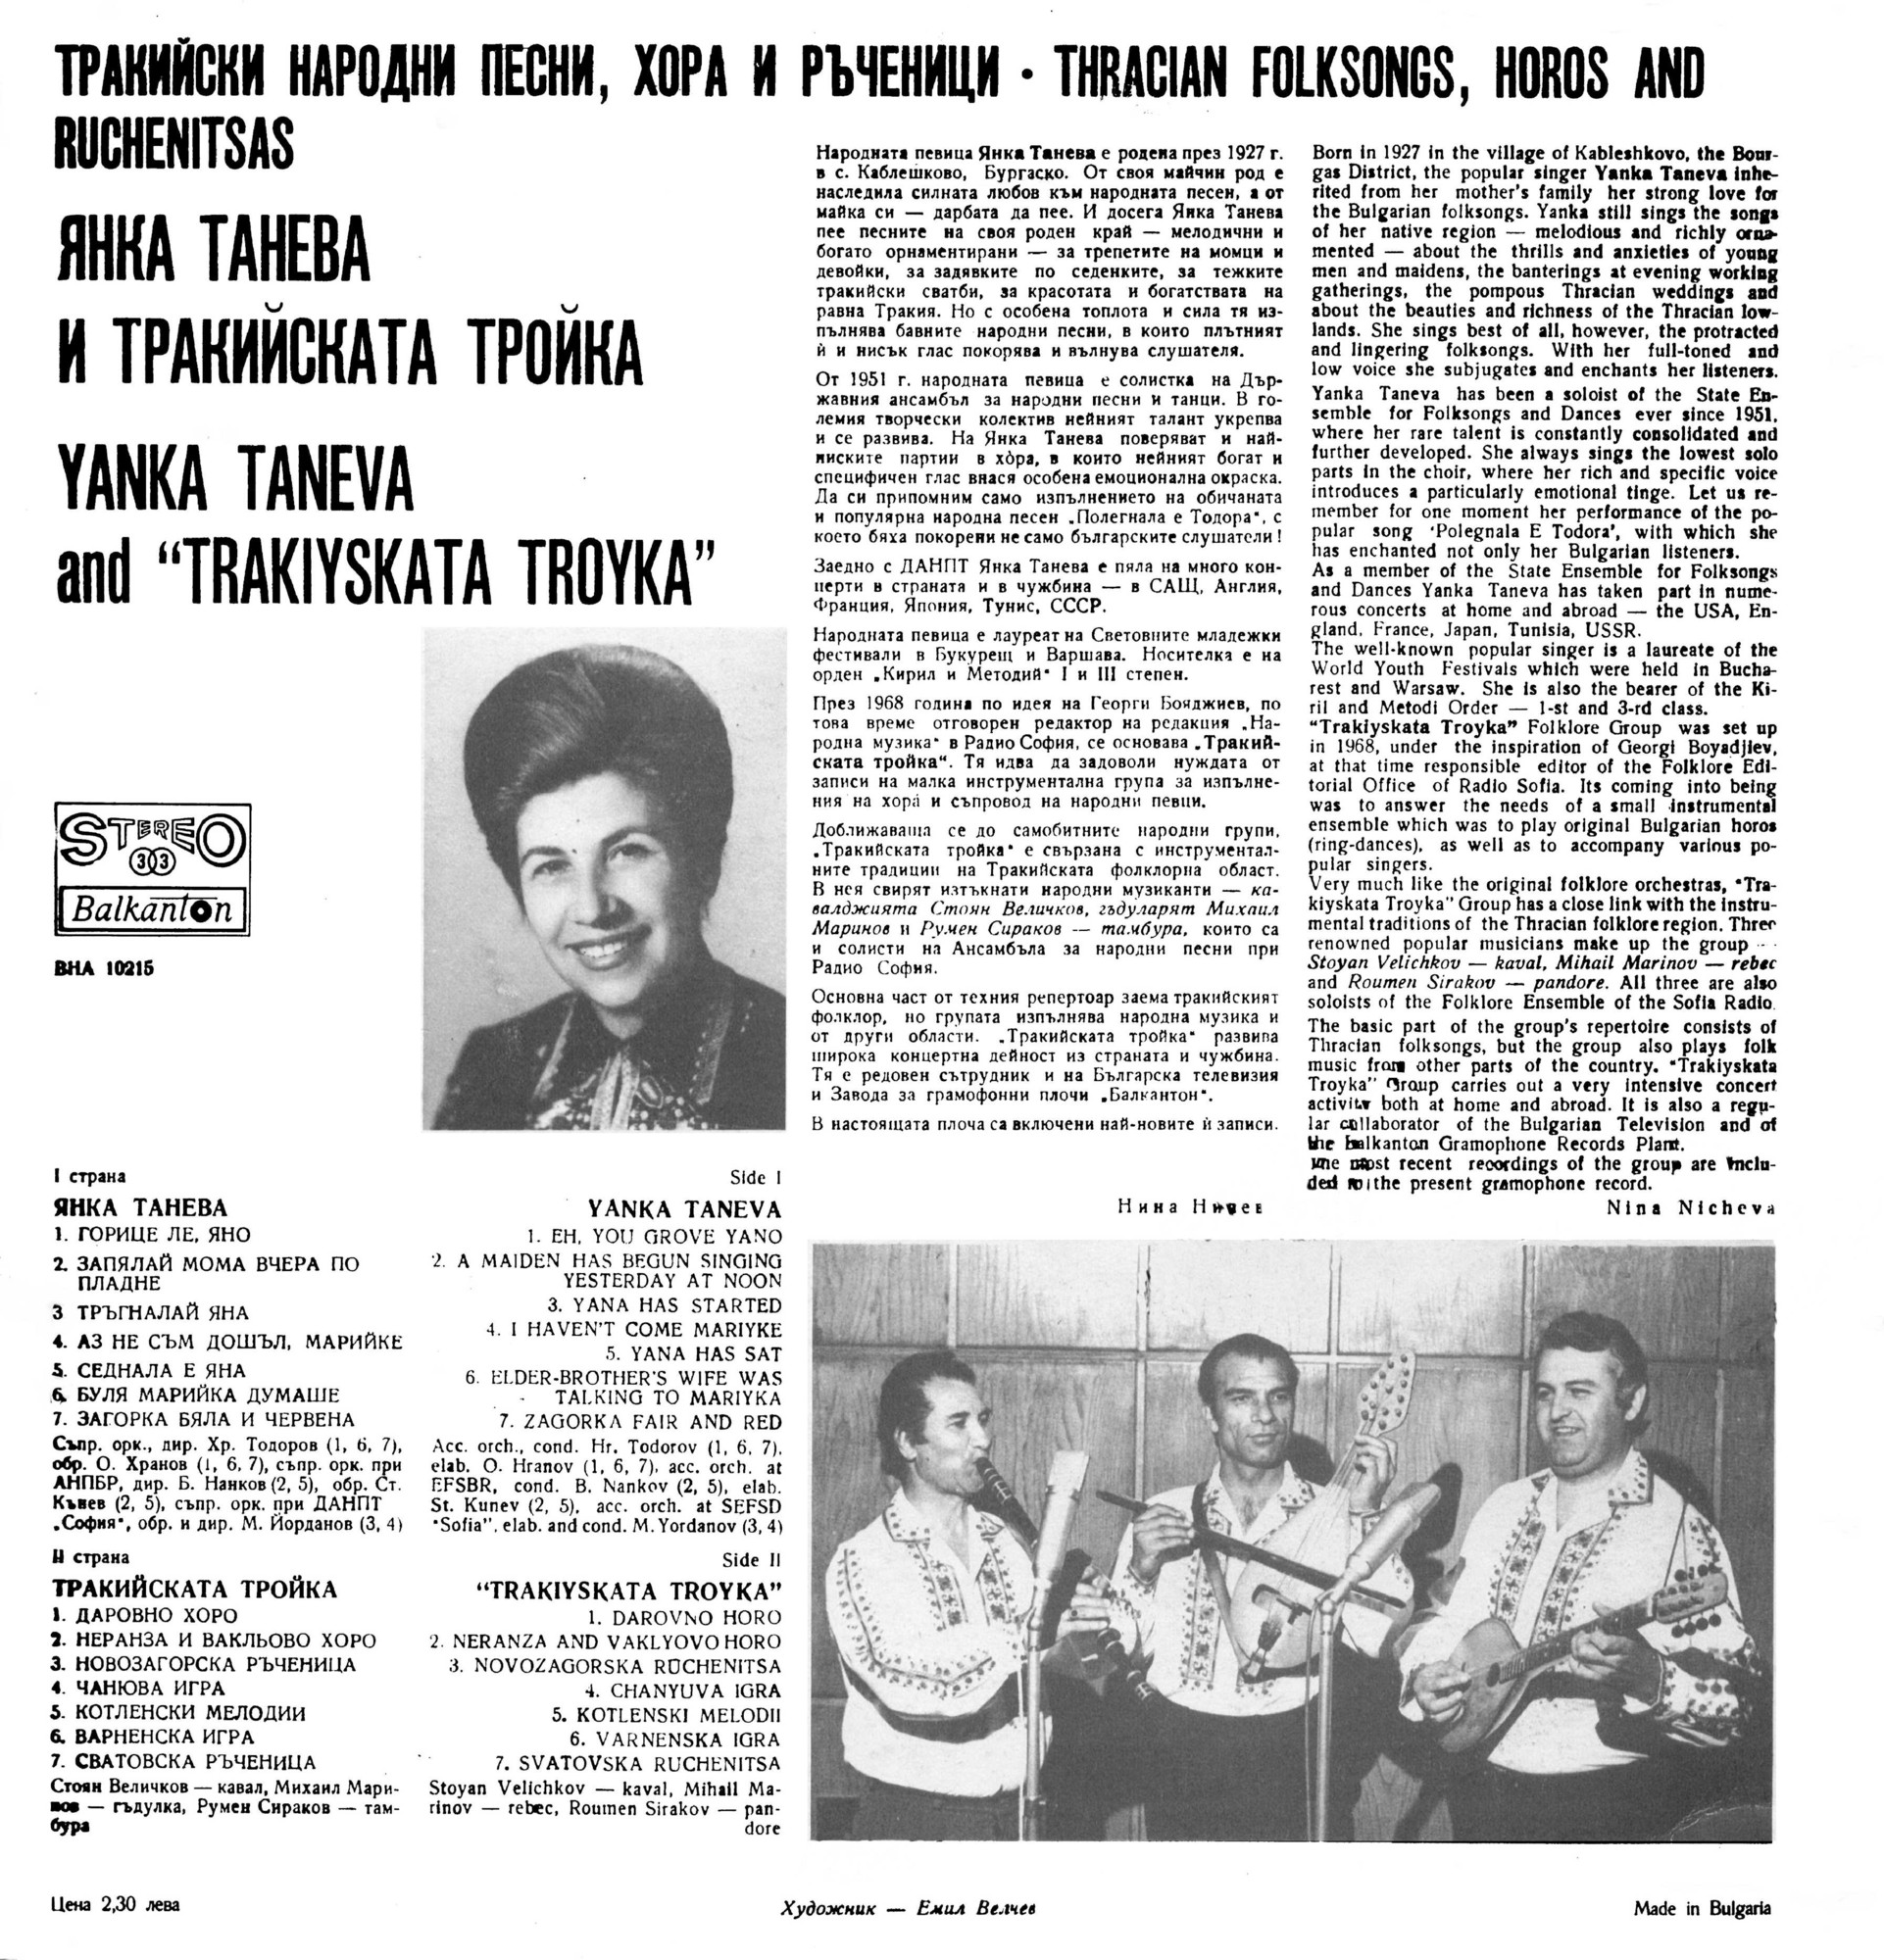 ТРАКИЙСКИ НАРОДНИ ПЕСНИ, ХОРА И РЪЧЕНИЦИ · THRACIAN FOLKSONGS, HOROS AND
RUCHENITSAS
ЯНКА ТАНЕВА
И ТРАКИЙСКАТА ТРОЙКА
YANKA TANEVA
and “TRAKIYSKATA TROYKA”
STEREO
33
Balkanton
ВНА 10215
Народната певица Янка Танева е родена през 1927 г.
в с. Каблешково, Бургаско. От своя майчин род е
наследила силната любов към народната песен, а от
майка си — дарбата да пее. И досега Янка Танева
пее песните на своя роден край — мелодични и
богато орнаментирани — за трепетите на момци и
девойки, за задявките по седенките, за тежките
тракийски сватби, за красотата и богатствата на
равна Тракия. Но с особена топлота и сила тя из-
пълнява бавните народни песни, в които плътният
ѝ и нисък глас покорява и вълнува слушателя.
От 1951 г. народната певица е солистка на Дър-
жавния ансамбъл за народни песни и танци. В го-
лемия творчески колектив нейният талант укрепва
и се развива. На Янка Танева поверяват и най-
ниските партии в хо̀ра, в които нейният богат и
специфичен глас внася особена емоционална окраска.
Да си припомним само изпълнението на обичаната
и популярна народна песен „Полегнала е Тодора“, с
което бяха покорени не само българските слушатели!
Заедно с ДАНПТ Янка Танева е пяла на много кон-
церти в страната и в чужбина — в САЩ, Англия,
Франция, Япония, Тунис, СССР.
Народната певица е лауреат на Световните младежки
фестивали в Букурещ и Варшава. Носителка е на
орден „Кирил и Методий“ I и III степен.
През 1968 година по идея на Георги Бояджиев, по
това време отговорен редактор на редакция „На-
родна музика“ в Радио София, се основава „Тракий-
ската тройка“. Тя идва да задоволи нуждата от
записи на малка инструментална група за изпълне-
ния на хора́ и съпровод на народни певци.
Доближаваща се до самобитните народни групи,
„Тракийската тройка“ е свързана с инструментал-
ните традиции на Тракийската фолклорна област.
В нея свирят изтъкнати народни музиканти — ка-
валджията Стоян Величков, гъдуларят Михаил
Маринов и Румен Сираков — тамбура, които са
и солисти на Ансамбъла за народни песни при
Радио София.
Основна част от техния репертоар заема тракийският
фолклор, но групата изпълнява народна музика и
от други области. „Тракийската тройка“ развива
широка концертна дейност из страната и чужбина.
Тя е редовен сътрудник и на Българска телевизия
и Завода за грамофонни плочи „Балкантон“.
В настоящата плоча са включени най-новите ѝ записи.
Нина
Born in 1927 in the village of Kableshkovo, the Bour-
gas District, the popular singer Yanka Taneva inhe-
rited from her mother's family her strong love for
the Bulgarian folksongs. Yanka still sings the songs
of her native region — melodious and richly orna-
mented — about the thrills and anxieties of young
men and maidens, the banterings at evening working
gatherings, the pompous Thracian weddings and
about the beauties and richness of the Thracian low-
lands. She sings best of all, however, the protracted
and lingering folksongs. With her full-toned and
low voice she subjugates and enchants her listeners.
Yanka Taneva has been a soloist of the State En-
semble for Folksongs and Dances ever since 1951,
where her rare talent is constantly consolidated and
further developed. She always sings the lowest solo
parts in the choir, where her rich and specific voice
introduces a particularly emotional tinge. Let us re-
member for one moment her performance of the po-
pular song ‘Polegnala E Todora’, with which she
has enchanted not only her Bulgarian listeners.
As a member of the State Ensemble for Folksongs
and Dances Yanka Taneva has taken part in nume-
rous concerts at home and abroad — the USA, En-
gland, France, Japan, Tunisia, USSR.
The well-known popular singer is a laureate of the
World Youth Festivals which were held in Bucha-
rest and Warsaw. She is also the bearer of the Ki-
ril and Metodi Order — 1-st and 3-rd class.
“Trakiyskata Troyka” Folklore Group was set up
in 1968, under the inspiration of Georgi Boyadjiev,
at that time responsible editor of the Folklore Edi-
torial Office of Radio Sofia. Its coming into being
was to answer the needs of a small instrumental
ensemble which was to play original Bulgarian horos
(ring-dances), as well as to accompany various po-
pular singers.
Very much like the original folklore orchestras, “Tra-
kiyskata Troyka” Group has a close link with the instru-
mental traditions of the Thracian folklore region. Three
renowned popular musicians make up the group —
Stoyan Velichkov — kaval, Mihail Marinov — rebec
and Roumen Sirakov — pandore. All three are also
soloists of the Folklore Ensemble of the Sofia Radio.
The basic part of the group's repertoire consists of
Thracian folksongs, but the group also plays folk
music from other parts of the country. “Trakiyskata
Troyka” Group carries out a very intensive concert
activity both at home and abroad. It is also a regu-
lar collaborator of the Bulgarian Television and of
the Balkanton Gramophone Records Plant.
The most recent recordings of the group are inclu-
ded in the present gramophone record.
Nina Nicheva
I страна
ЯНКА ТАНЕВА
1. ГОРИЦЕ ЛЕ, ЯНО
2. ЗАПЯЛАЙ МОМА ВЧЕРА ПО
ПЛАДНЕ
3 ТРЪГНАЛАЙ ЯНА
4. АЗ НЕ СЪМ ДОШЪЛ, МАРИЙКЕ
5. СЕДНАЛА Е ЯНА
6. БУЛЯ МАРИЙКА ДУМАШЕ
7. ЗАГОРКА БЯЛА И ЧЕРВЕНА
Съпр. орк., дир. Хр. Тодоров (1, 6, 7),
обр. О. Хранов (1, 6, 7), съпр. орк. при
АНПБР, дир. Б. Нанков (2, 5), обр. Ст.
Кънев (2, 5), съпр. орк. при ДАНПТ
„София“, обр. и дир. М. Йорданов (3, 4)
Side I
YANKA TANEVA
1. EH, YOU GROVE YANO
2. A MAIDEN HAS BEGUN SINGING
YESTERDAY AT NOON
3. YANA HAS STARTED
4. I HAVEN'T COME MARIYKE
5. YANA HAS SAT
6. ELDER-BROTHER'S WIFE WAS
TALKING TO MARIYKA
7. ZAGORKA FAIR AND RED
Acc. orch., cond. Hr. Todorov (1, 6, 7),
elab. O. Hranov (1, 6, 7), acc. orch. at
EFSBR, cond. B. Nankov (2, 5), elab.
St. Kunev (2, 5), acc. orch. at SEFSD
“Sofia”, elab. and cond. M. Yordanov (3, 4)
II страна
ТРАКИЙСКАТА ТРОЙКА
1. ДАРОВНО ХОРО
2. НЕРАНЗА И ВАКЛЬОВО ХОРО
3. НОВОЗАГОРСКА РЪЧЕНИЦА
4. ЧАНЮВА ИГРА
5. КОТЛЕНСКИ МЕЛОДИИ
6. ВАРНЕНСКА ИГРА
7. СВАТОВСКА РЪЧЕНИЦА
Стоян Величков — кавал, Михаил Мари-
нов — гъдулка, Румен Сираков — там-
бура
Side II
“TRAKIYSKATA TROYKA”
1. DAROVNO HORO
2. NERANZA AND VAKLYOVO HORO
3. NOVOZAGORSKA RUCHENITSA
4. CHANYUVA IGRA
5. KOTLENSKI MELODII
6. VARNENSKA IGRA
7. SVATOVSKA RUCHENITSA
Stoyan Velichkov — kaval, Mihail Ma-
rinov — rebec, Roumen Sirakov — pan-
dore
Цена 2,30 лева
Художник — Емил Велчев
Made in Bulgaria